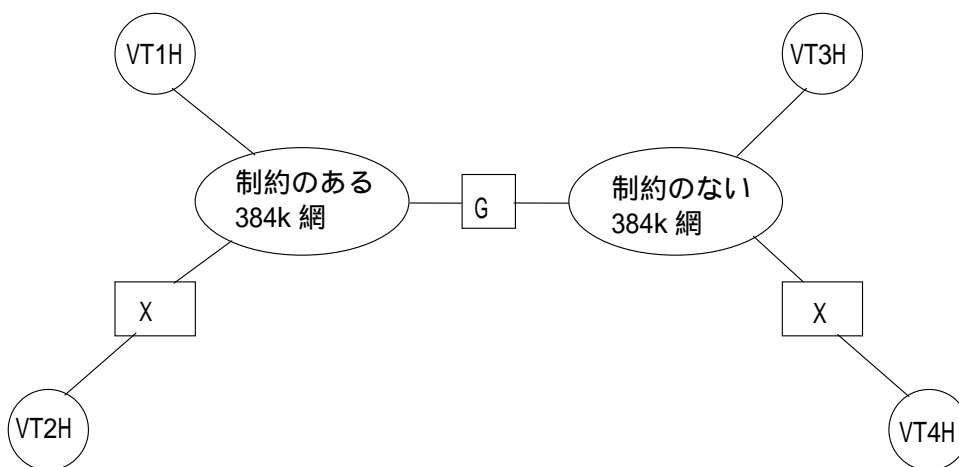 VT1H
VT3H
制約のある
384k 網
G
制約のない
384k 網
X
X
VT2H
VT4H